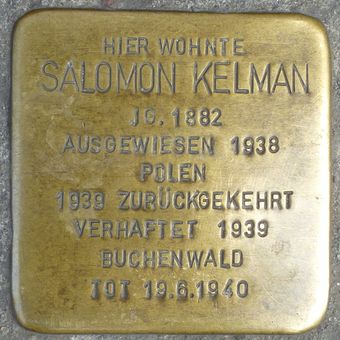 HIER WOHNTE
SALOMON KELMAN
JG. 1882
AUSGEWIESEN 1938
POLEN
1939 ZURÜCKGEKEHRT
VERHAFTET 1939
BUCHENWALD
TOT 19.6.1940